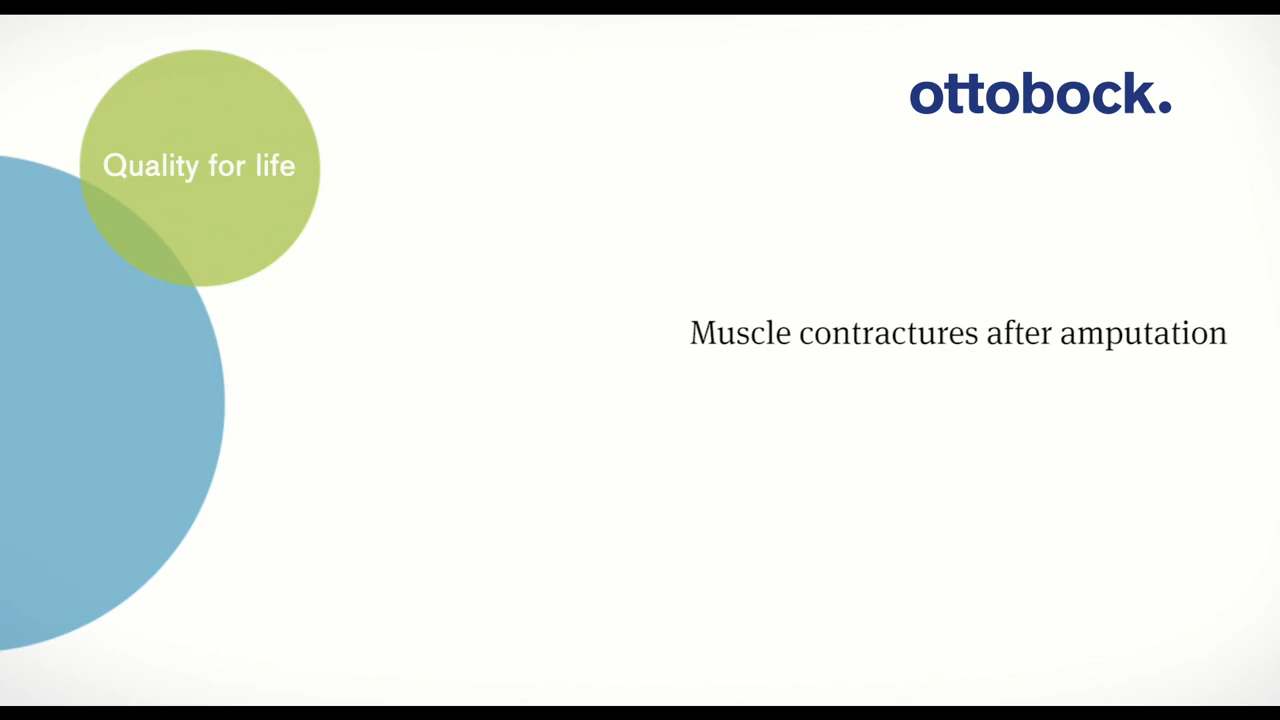 ottobock.
Quality for life
Muscle contractures after amputation